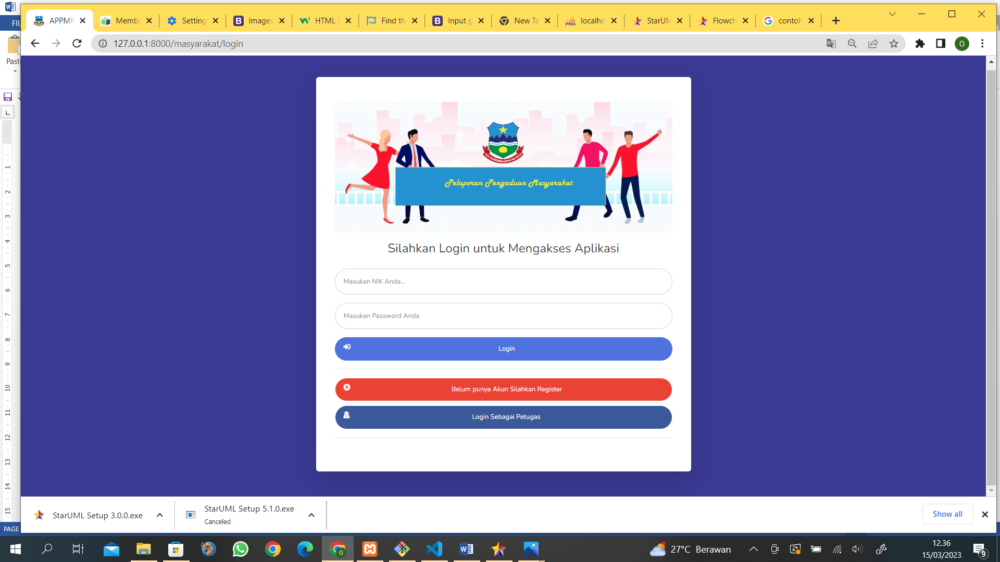 FIL
APPMK
Membu
Setting
Images
HTML F
Find th
Input g
New Ta
localho
StarUM
Flowch
contoh
127.0.0.1:8000/masyarakat/login
O
Paste
Pelaporan Pengaduan Masyarakat
Silahkan Login untuk Mengakses Aplikasi
Masukan NIK Anda...
Masukan Password Anda
Login
Belum punya Akun Silahkan Register
Login Sebagai Petugas
1
2
3
4
5
6
7
8
9
10
11
12
13
14
15
StarUML Setup 3.0.0.exe
StarUML Setup 5.1.0.exe
Canceled
Show all
PAGE
27°C Berawan
12.36
15/03/2023
9